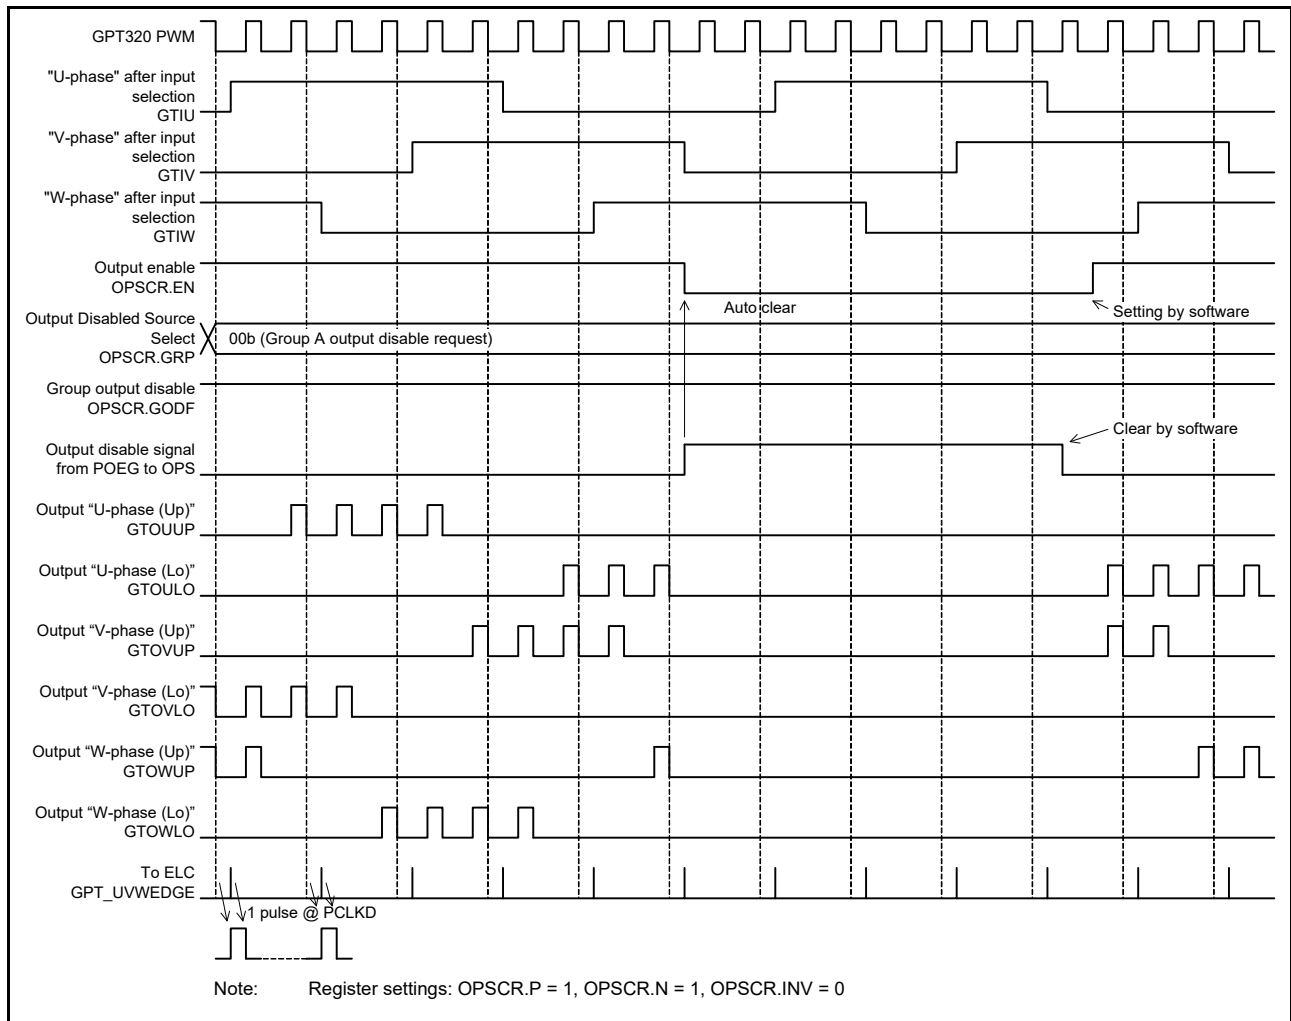 GPT320 PWM
"U-phase" after input
selection
GTIU
"V-phase" after input
selection
GTIV
"W-phase" after input
selection
GTIW
Output enable
OPSCR.EN
Auto clear
Setting by software
Output Disabled Source
Select
OPSCR.GRP
00b (Group A output disable request)
Group output disable
OPSCR.GODF
Clear by software
Output disable signal
from POEG to OPS
Output “U-phase (Up)”
GTOUUP
Output “U-phase (Lo)”
GTOULO
Output “V-phase (Up)”
GTOVUP
Output “V-phase (Lo)”
GTOVLO
Output “W-phase (Up)”
GTOWUP
Output “W-phase (Lo)”
GTOWLO
To ELC
GPT_UVWEDGE
1 pulse @ PCLKD
Note: Register settings: OPSCR.P = 1, OPSCR.N = 1, OPSCR.INV = 0